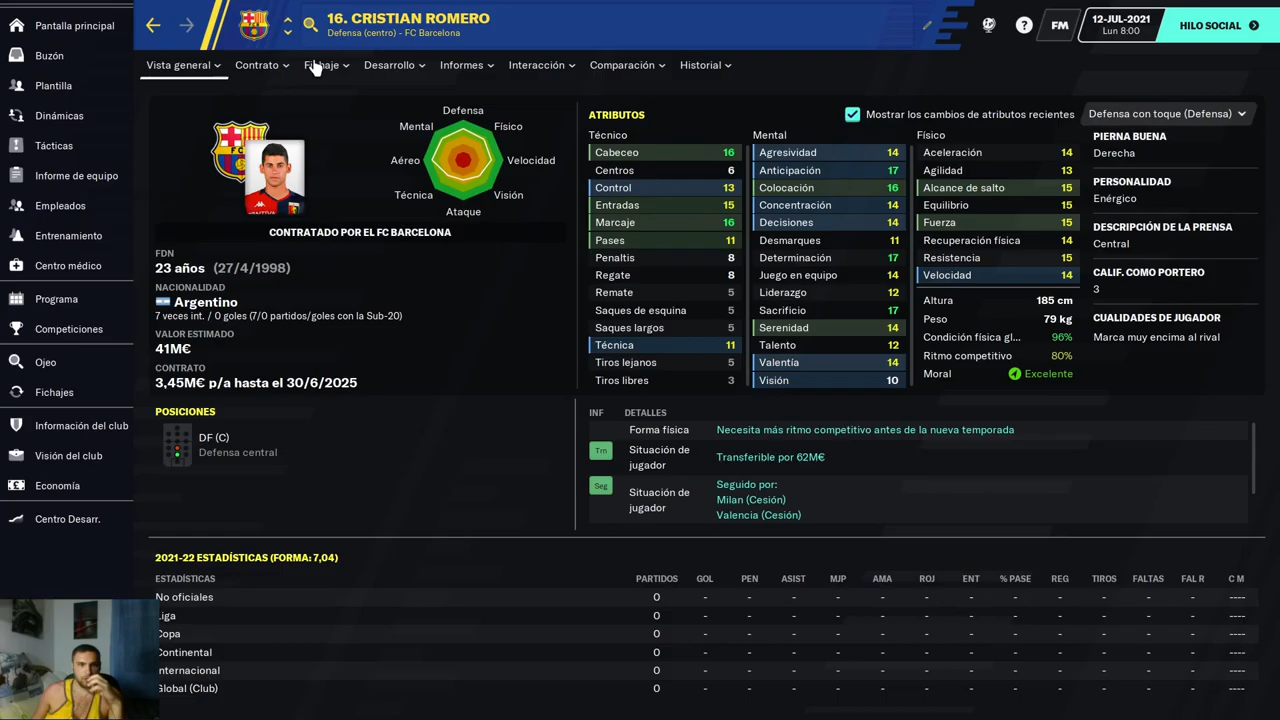 Pantalla principal
Buzón
Plantilla
Dinámicas
Tácticas
Informe de equipo
Empleados
Entrenamiento
Centro médico
Programa
Competiciones
Ojeo
Fichajes
Información del club
Visión del club
Economía
Centro Desarr.
16. CRISTIAN ROMERO
Defensa (centro) - FC Barcelona
FM
12-JUL-2021
Lun 8:00
HILO SOCIAL
Vista general Contrato Fichaje Desarrollo Informes Interacción Comparación Historial
Defensa
Mental Físico
Aéreo Velocidad
Técnica Visión
Ataque
CONTRATADO POR EL FC BARCELONA
FDN
23 años (27/4/1998)
NACIONALIDAD
Argentino
7 veces int. / 0 goles (7/0 partidos/goles con la Sub-20)
VALOR ESTIMADO
41M€
CONTRATO
3,45M€ p/a hasta el 30/6/2025
POSICIONES
DF (C)
Defensa central
ATRIBUTOS
Mostrar los cambios de atributos recientes
Defensa con toque (Defensa)
Técnico
Cabeceo 16
Centros 6
Control 13
Entradas 15
Marcaje 16
Pases 11
Penaltis 8
Regate 8
Remate 5
Saques de esquina 5
Saques largos 5
Técnica 11
Tiros lejanos 5
Tiros libres 3
Mental
Agresividad 14
Anticipación 17
Colocación 16
Concentración 14
Decisiones 14
Desmarques 11
Determinación 17
Juego en equipo 14
Liderazgo 12
Sacrificio 17
Serenidad 14
Talento 12
Valentía 14
Visión 10
Físico
Aceleración 14
Agilidad 13
Alcance de salto 15
Equilibrio 15
Fuerza 15
Recuperación física 14
Resistencia 15
Velocidad 14
Altura 185 cm
Peso 79 kg
Condición física gl... 96%
Ritmo competitivo 80%
Moral Excelente
PIERNA BUENA
Derecha
PERSONALIDAD
Enérgico
DESCRIPCIÓN DE LA PRENSA
Central
CALIF. COMO PORTERO
3
CUALIDADES DE JUGADOR
Marca muy encima al rival
INF DETALLES
Forma física Necesita más ritmo competitivo antes de la nueva temporada
Tm Situación de jugador Transferible por 62M€
Seg Situación de jugador Seguido por:
Milan (Cesión)
Valencia (Cesión)
2021-22 ESTADÍSTICAS (FORMA: 7,04)
ESTADÍSTICAS PARTIDOS GOL PEN ASIST MJP AMA ROJ ENT % PASE REG TIROS FALTAS FAL R C M
No oficiales 0 - - - - - - - - - - - - ----
Liga 0 - - - - - - - - - - - - ----
Copa 0 - - - - - - - - - - - - ----
Continental 0 - - - - - - - - - - - - ----
Internacional 0 - - - - - - - - - - - - ----
Global (Club) 0 - - - - - - - - - - - - ----